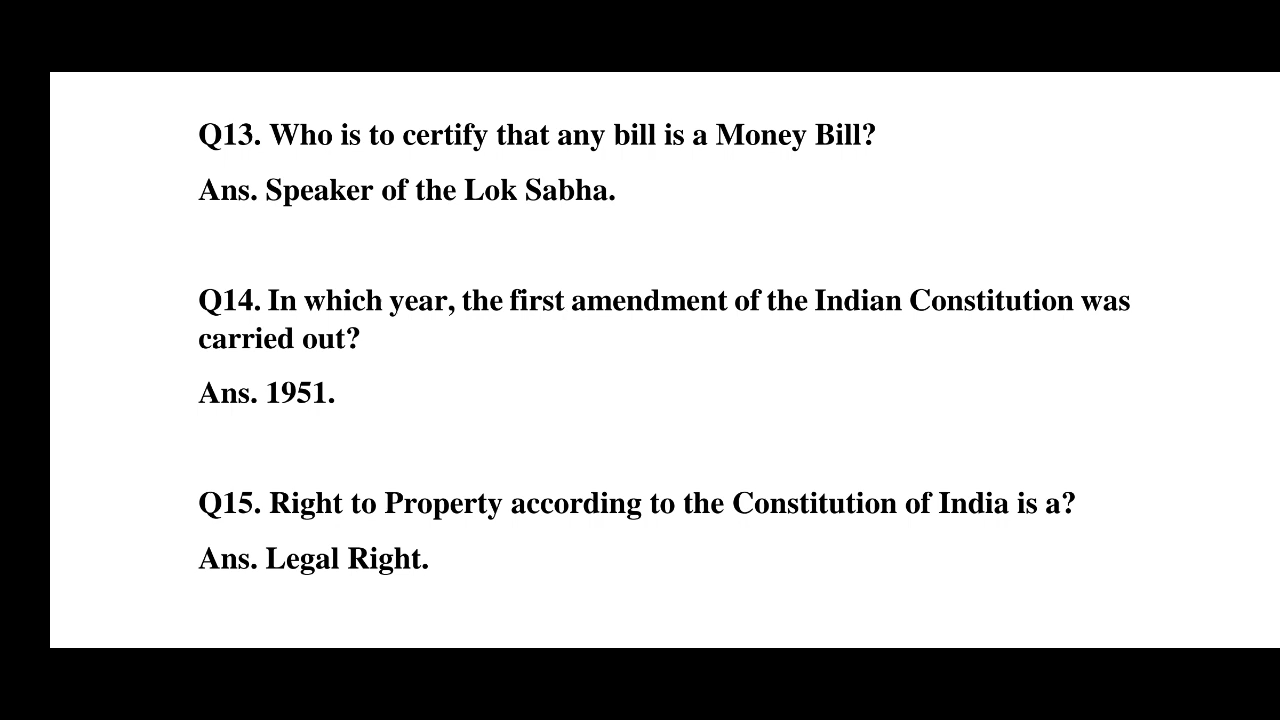 Q13. Who is to certify that any bill is a Money Bill?
Ans. Speaker of the Lok Sabha.
Q14. In which year, the first amendment of the Indian Constitution was
carried out?
Ans. 1951.
Q15. Right to Property according to the Constitution of India is a?
Ans. Legal Right.